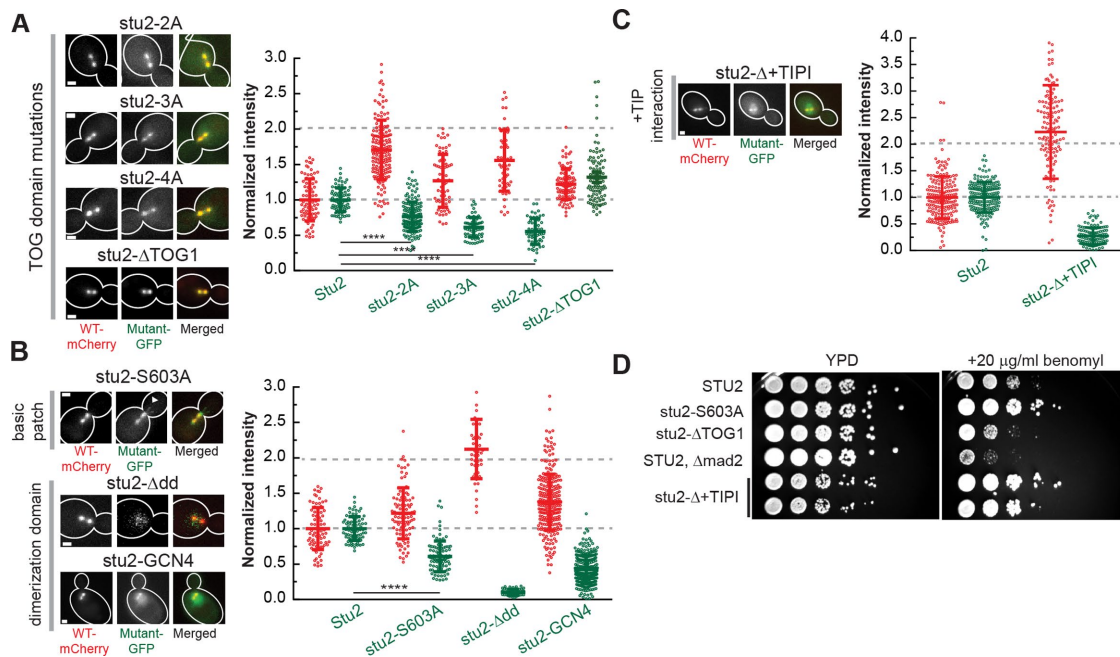 A
TOG domain mutations
stu2-2A
stu2-3A
stu2-4A
stu2-ΔTOG1
WT-
mCherry
Mutant-
GFP
Merged
Normalized intensity
3.0
2.5
2.0
1.5
1.0
0.5
0.0
****
****
****
Stu2
stu2-2A
stu2-3A
stu2-4A
stu2-ΔTOG1
B
basic
patch
stu2-S603A
WT-
mCherry
Mutant-
GFP
Merged
dimerization domain
stu2-Δdd
stu2-GCN4
WT-
mCherry
Mutant-
GFP
Merged
Normalized intensity
3.0
2.5
2.0
1.5
1.0
0.5
0.0
****
Stu2
stu2-S603A
stu2-Δdd
stu2-GCN4
C
+TIP
interaction
stu2-Δ+TIPI
WT-
mCherry
Mutant-
GFP
Merged
Normalized intensity
4.0
3.5
3.0
2.5
2.0
1.5
1.0
0.5
0.0
Stu2
stu2-Δ+TIPI
D
YPD
+20 µg/ml benomyl
STU2
stu2-S603A
stu2-ΔTOG1
STU2, Δmad2
stu2-Δ+TIPI